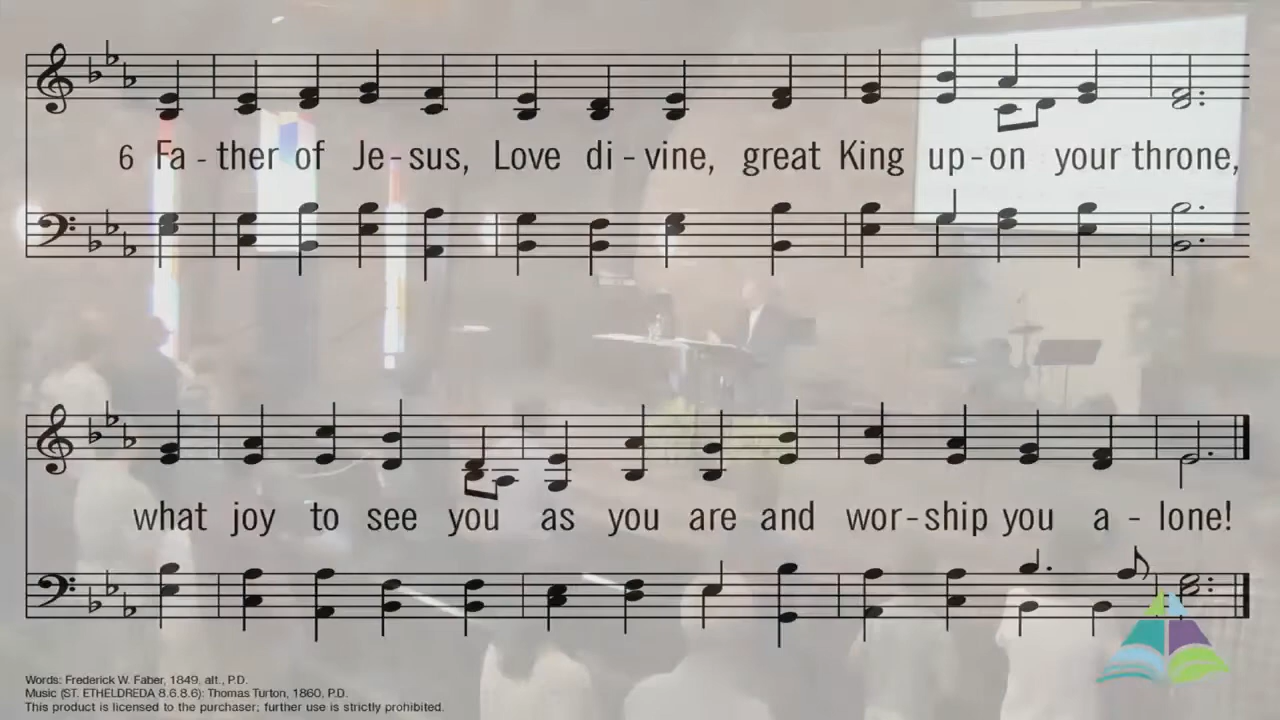 6 Fa - ther of Je - sus, Love di - vine, great King up - on your throne,
what joy to see you as you are and wor - ship you a - lone!
Words: Frederick W. Faber, 1849, alt., P.D.
Music (ST. ETHELDREDA 8.6.8.6): Thomas Turton, 1860, P.D.
This product is licensed to the purchaser; further use is strictly prohibited.